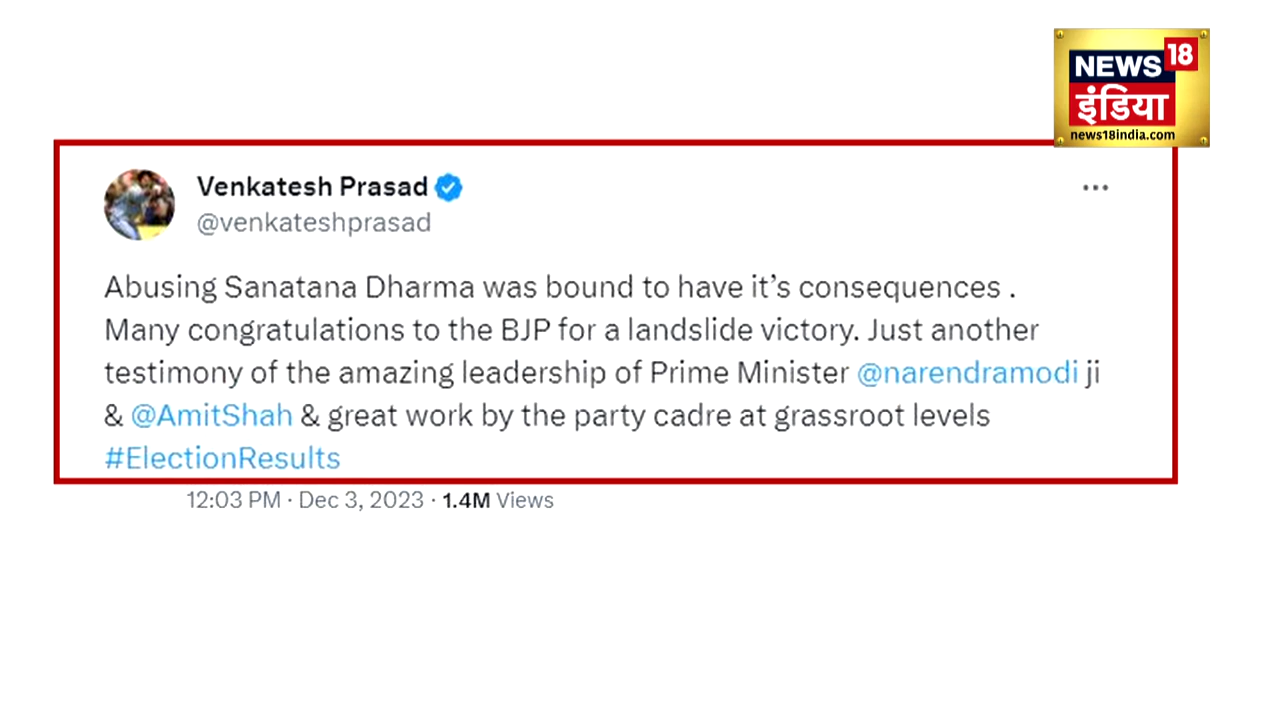 NEWS 18
इंडिया
news18india.com
Venkatesh Prasad
@venkateshprasad
Abusing Sanatana Dharma was bound to have it’s consequences .
Many congratulations to the BJP for a landslide victory. Just another
testimony of the amazing leadership of Prime Minister @narendramodi ji
& @AmitShah & great work by the party cadre at grassroot levels
#ElectionResults
12:03 PM · Dec 3, 2023 · 1.4M Views